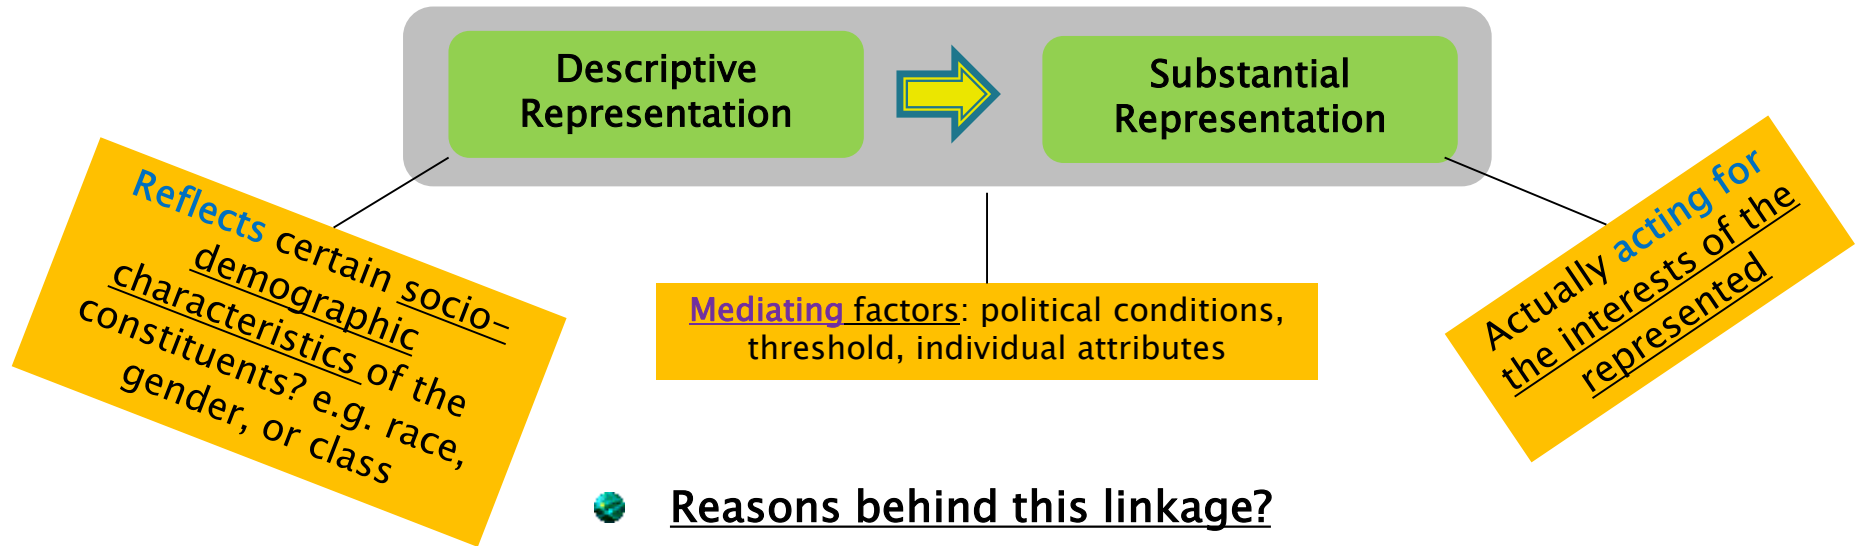 Descriptive
Representation
Substantial
Representation
Reflects certain socio-
demographic
characteristics of the
constituents? e.g. race,
gender, or class
Mediating factors: political conditions,
threshold, individual attributes
Actually acting for
the interests of the
represented
Reasons behind this linkage?